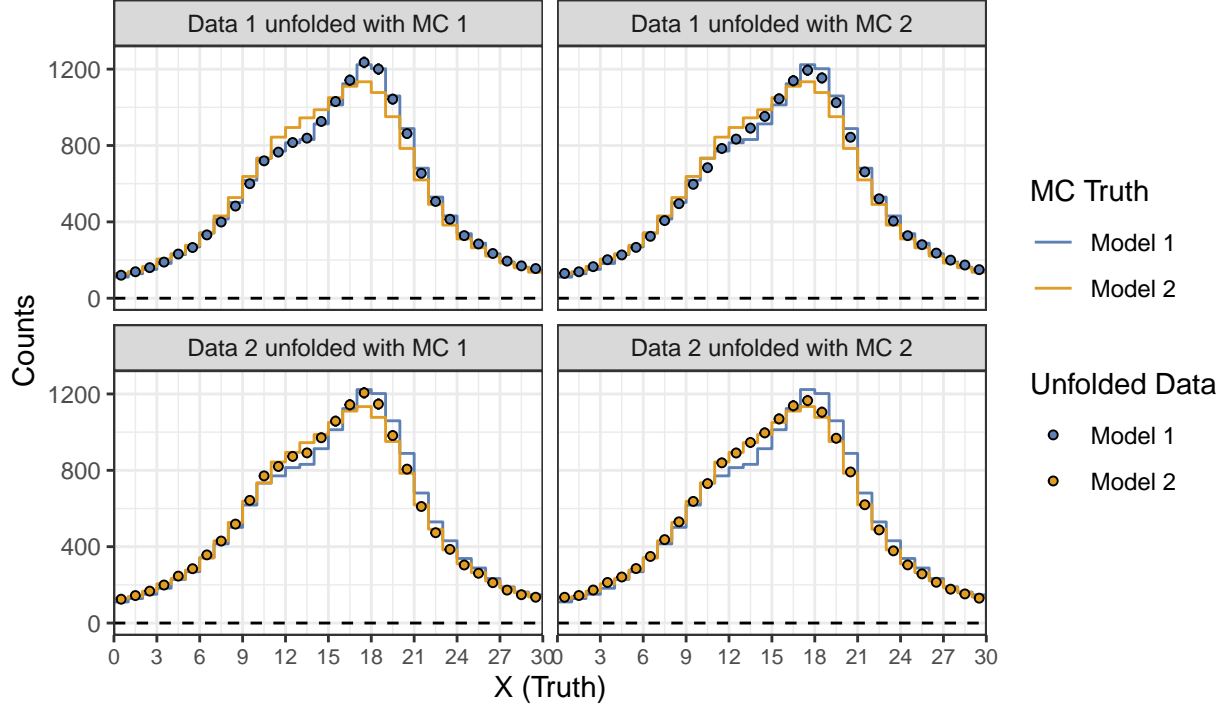 Data 1 unfolded with MC 1
Data 1 unfolded with MC 2
1200
800
400
0
Data 2 unfolded with MC 1
Data 2 unfolded with MC 2
1200
800
400
0
0 3 6 9 12 15 18 21 24 27 30
0 3 6 9 12 15 18 21 24 27 30
X (Truth)
Counts
MC Truth
Model 1
Model 2
Unfolded Data
Model 1
Model 2